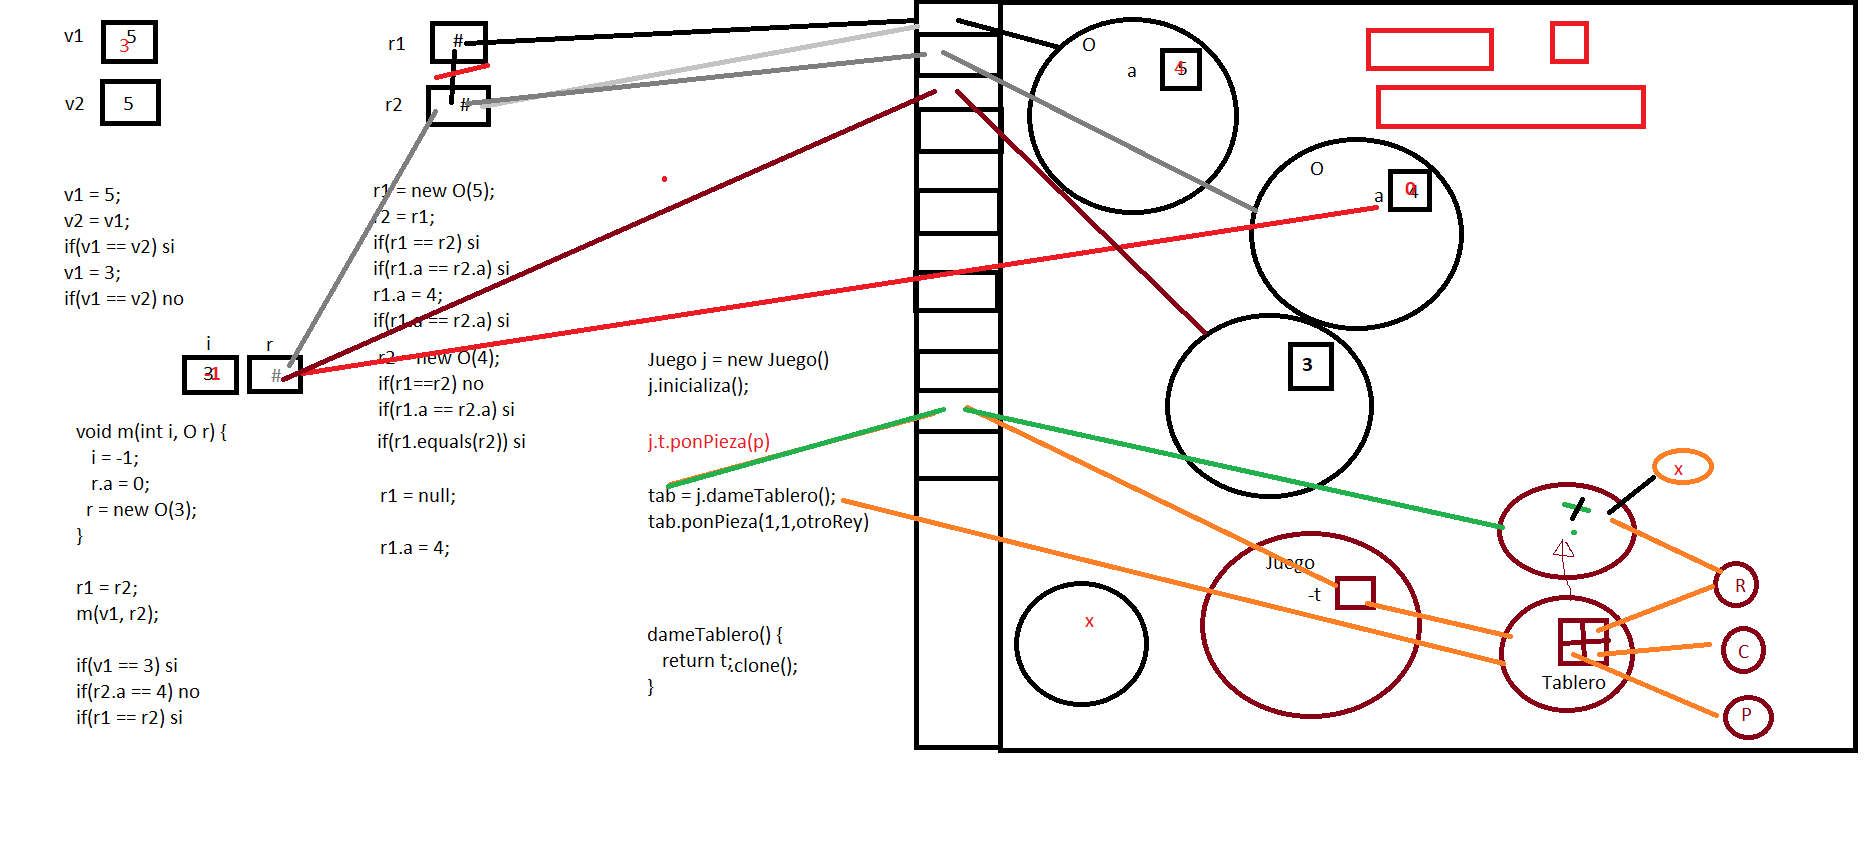 v1
5
3
v2
5
r1
#
r2
#
v1 = 5;
v2 = v1;
if(v1 == v2) si
v1 = 3;
if(v1 == v2) no
i
r
3
-1
#
void m(int i, O r) {
i = -1;
r.a = 0;
r = new O(3);
}
r1 = r2;
m(v1, r2);
if(v1 == 3) si
if(r2.a == 4) no
if(r1 == r2) si
r1 = new O(5);
r2 = r1;
if(r1 == r2) si
if(r1.a == r2.a) si
r1.a = 4;
if(r1.a == r2.a) si
r2 = new O(4);
if(r1==r2) no
if(r1.a == r2.a) si
if(r1.equals(r2)) si
r1 = null;
r1.a = 4;
Juego j = new Juego()
j.inicializa();
j.t.ponPieza(p)
tab = j.dameTablero();
tab.ponPieza(1,1,otroRey)
dameTablero() {
return t;.clone();
}
O
a
5
4
O
a
4
0
3
x
Juego
-t
x
R
C
P
Tablero